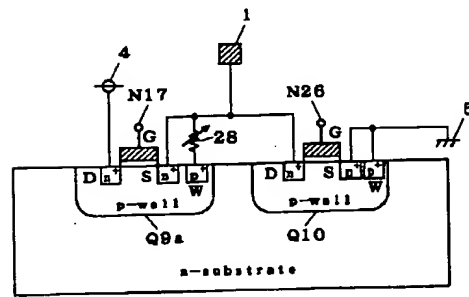 1
4
N17
N26
G
28
G
5
D
n+
S
n+
p+
D
n+
S
n+
p+
W
W
p-well
p-well
Q9a
Q10
n-substrate